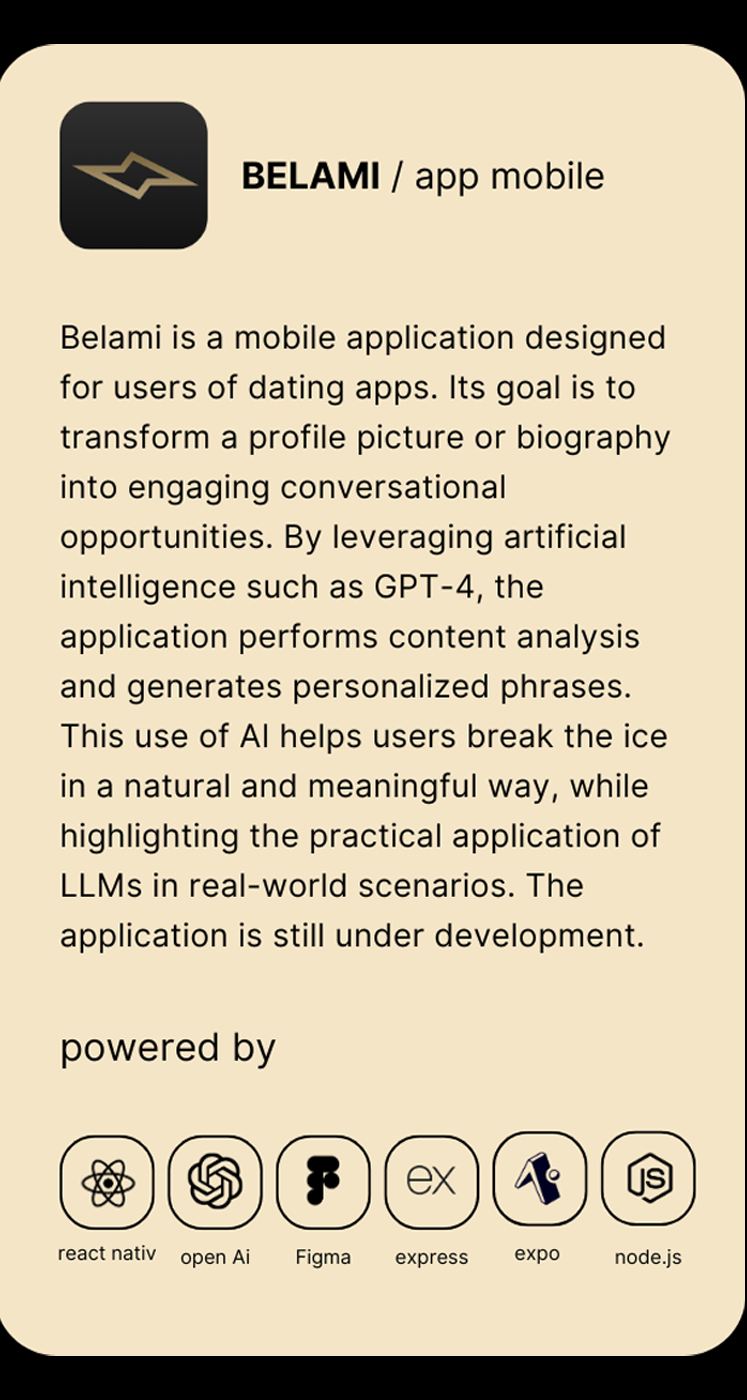 BELAMI / app mobile
Belami is a mobile application designed
for users of dating apps. Its goal is to
transform a profile picture or biography
into engaging conversational
opportunities. By leveraging artificial
intelligence such as GPT-4, the
application performs content analysis
and generates personalized phrases.
This use of AI helps users break the ice
in a natural and meaningful way, while
highlighting the practical application of
LLMs in real-world scenarios. The
application is still under development.
powered by
ex
JS
react nativ
open Ai
Figma
express
expo
node.js